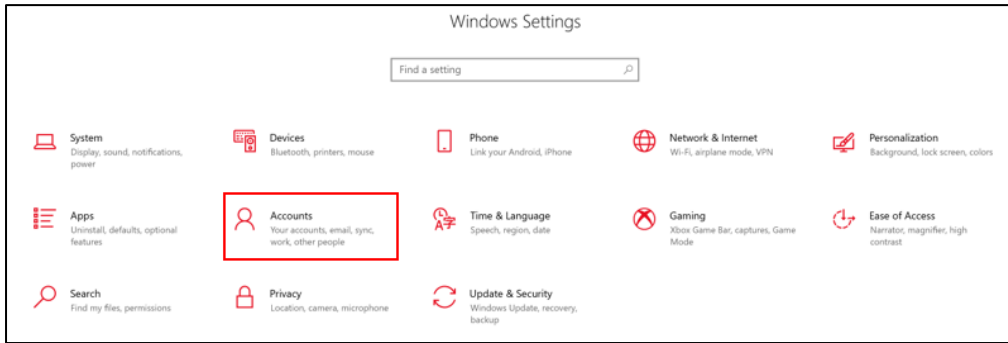 Windows Settings
Find a setting
System
Display, sound, notifications,
power
Devices
Bluetooth, printers, mouse
Phone
Link your Android, iPhone
Network & Internet
Wi-Fi, airplane mode, VPN
Personalization
Background, lock screen, colors
Apps
Uninstall, defaults, optional
features
Accounts
Your accounts, email, sync,
work, other people
Time & Language
Speech, region, date
Gaming
Xbox Game Bar, captures, Game
Mode
Ease of Access
Narrator, magnifier, high
contrast
Search
Find my files, permissions
Privacy
Location, camera, microphone
Update & Security
Windows Update, recovery,
backup